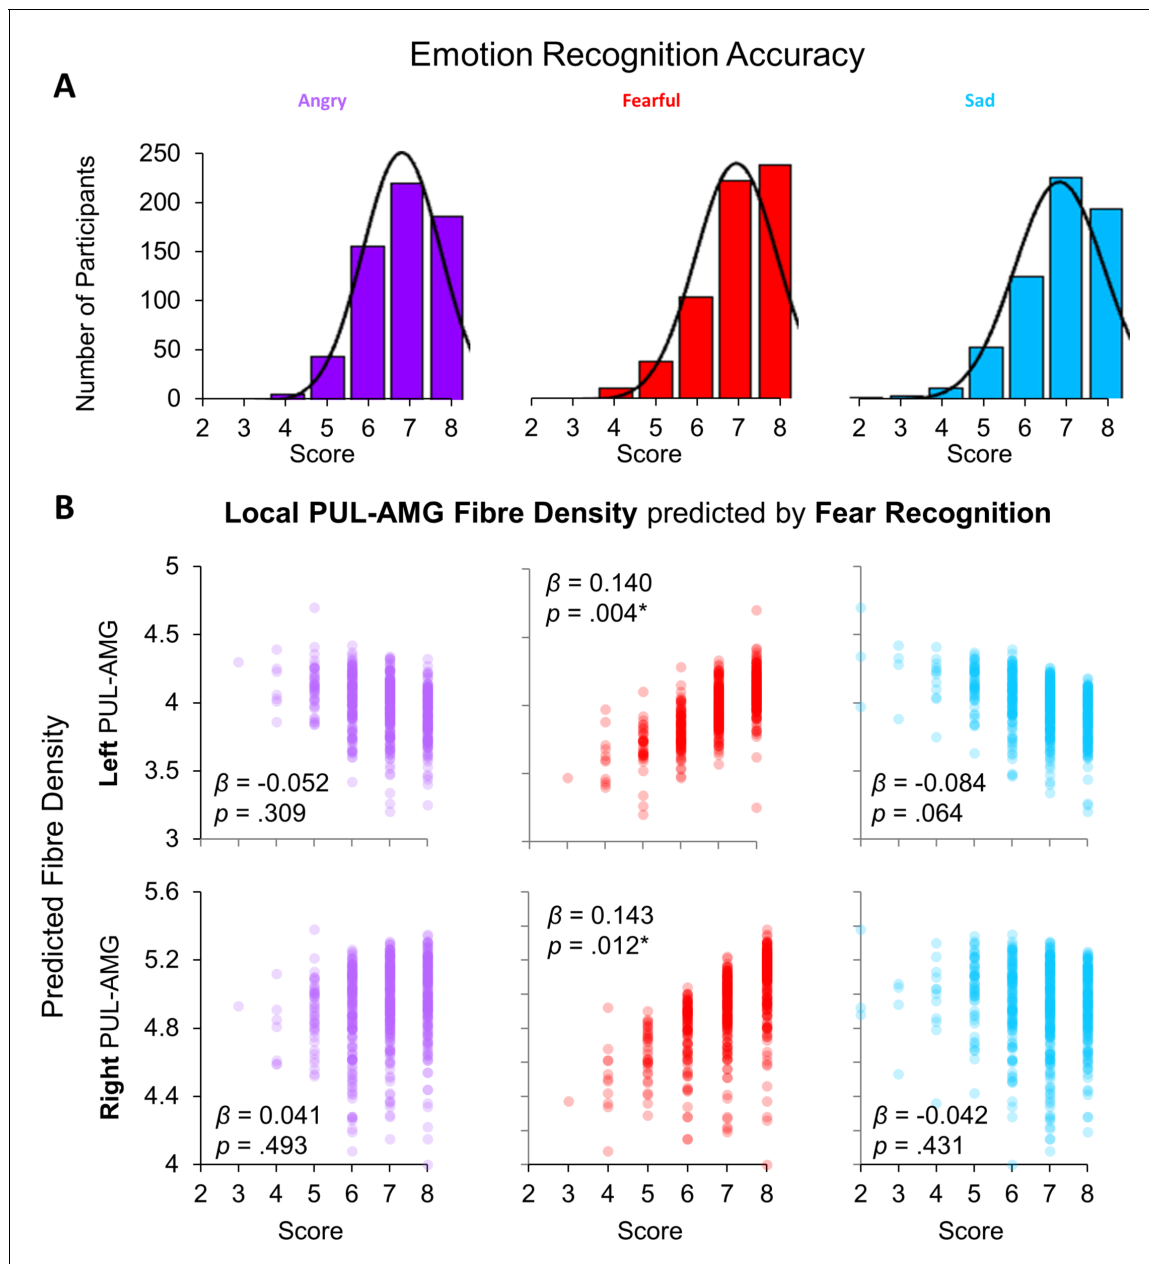 Emotion Recognition Accuracy
A
Angry
Fearful
Sad
Number of Participants
250
200
150
100
50
0
2 3 4 5 6 7 8
2 3 4 5 6 7 8
2 3 4 5 6 7 8
Score
Score
Score
B
Local PUL-AMG Fibre Density predicted by Fear Recognition
Predicted Fibre Density
Left PUL-AMG
5
4.5
4
3.5
3
β = -0.052
p = .309
β = 0.140
p = .004*
β = -0.084
p = .064
Right PUL-AMG
5.6
5.2
4.8
4.4
4
β = 0.041
p = .493
β = 0.143
p = .012*
β = -0.042
p = .431
2 3 4 5 6 7 8
2 3 4 5 6 7 8
2 3 4 5 6 7 8
Score
Score
Score